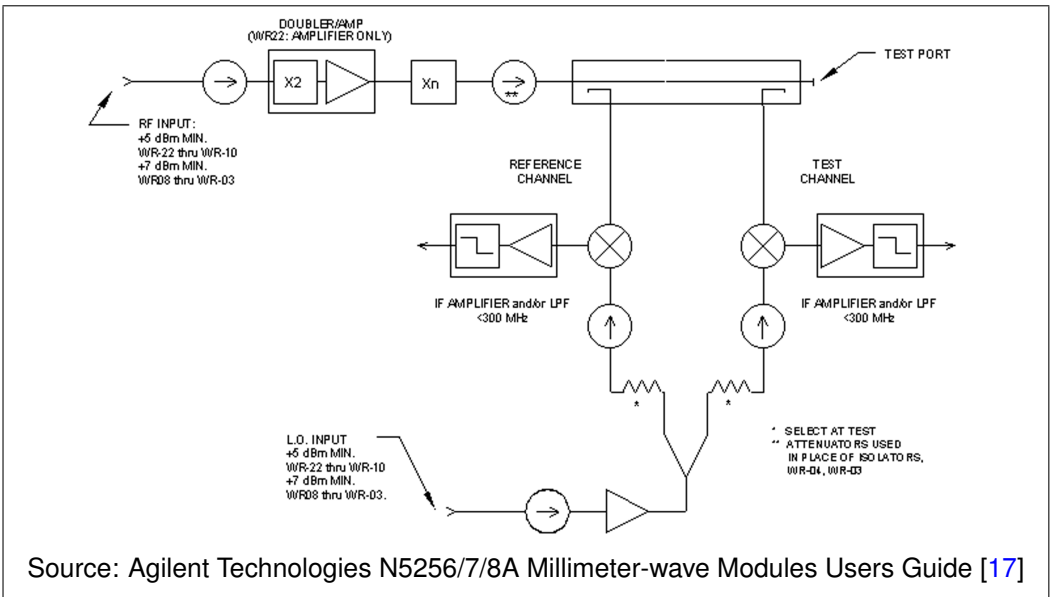 DOUBLER/AMP
(WR22: AMPLIFIER ONLY)
X2
Xn
**
TEST PORT
RF INPUT:
+5 dBm MIN.
WR-22 thru WR-10
+7 dBm MIN.
WR08 thru WR-03
REFERENCE
CHANNEL
TEST
CHANNEL
IF AMPLIFIER and/or LPF
<300 MHz
IF AMPLIFIER and/or LPF
<300 MHz
*
*
L.O. INPUT
+5 dBm MIN.
WR-22 thru WR-10
+7 dBm MIN.
WR08 thru WR-03.
* SELECT AT TEST
** ATTENUATORS USED
IN PLACE OF ISOLATORS,
WR-04, WR-03
Source: Agilent Technologies N5256/7/8A Millimeter-wave Modules Users Guide [17]